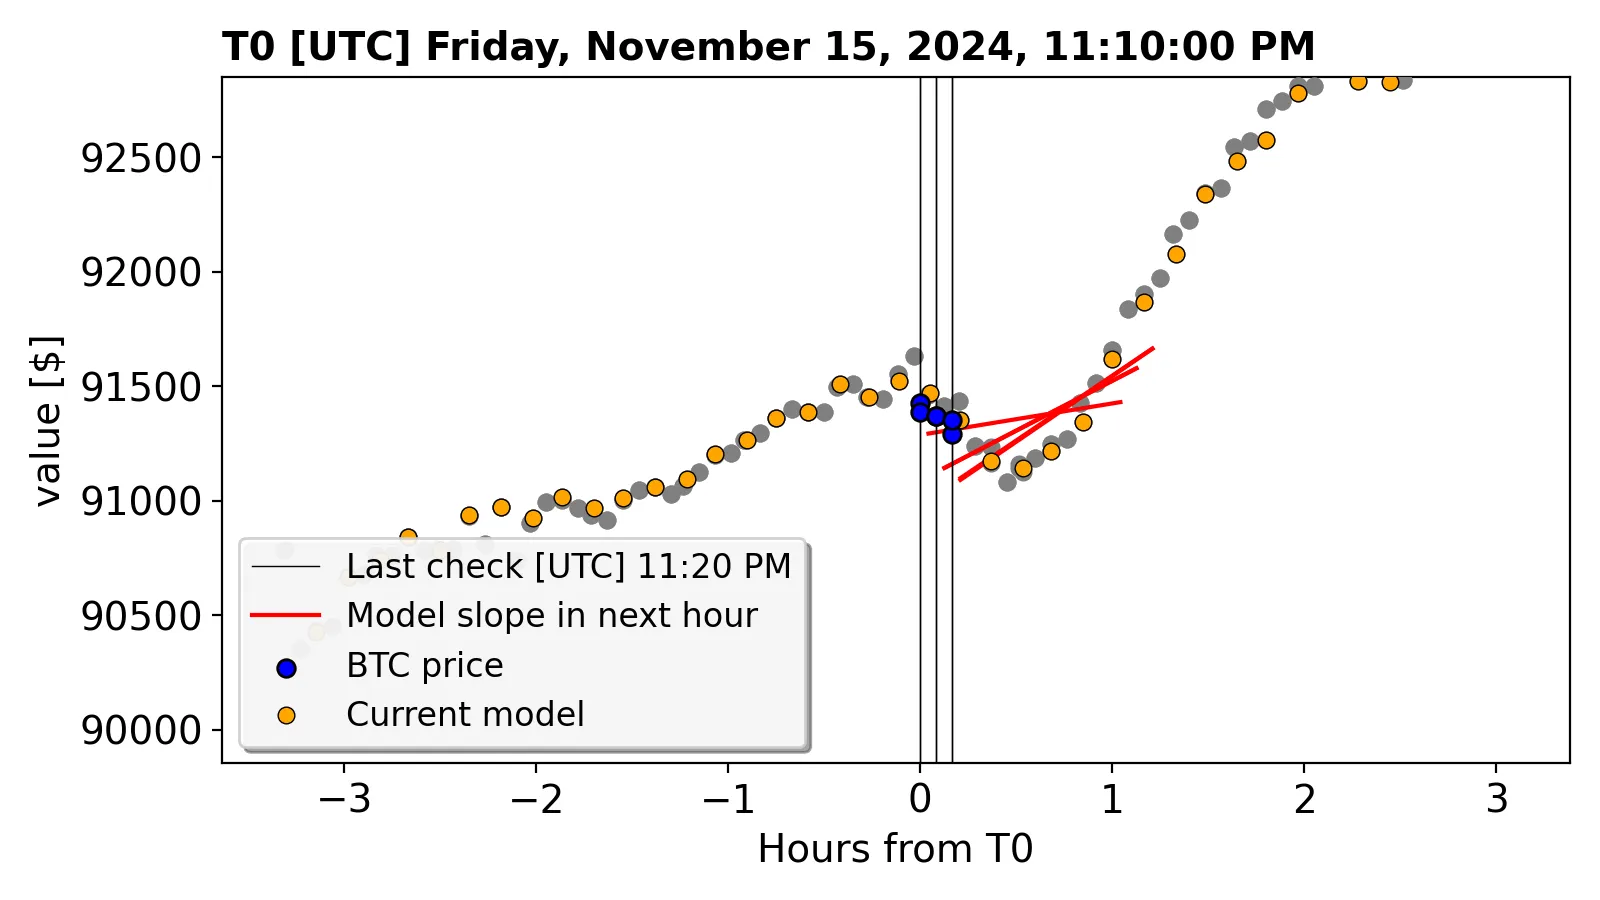 T0 [UTC] Friday, November 15, 2024, 11:10:00 PM
value [$]
92500
92000
91500
91000
90500
90000
Last check [UTC] 11:20 PM
Model slope in next hour
BTC price
Current model
−3 −2 −1 0 1 2 3
Hours from T0